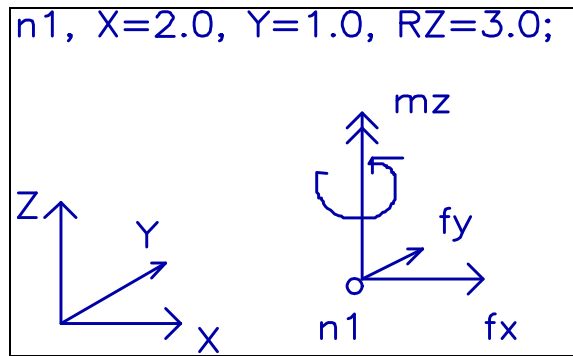 n1, X=2.0, Y=1.0, RZ=3.0;
mz
Z
Y
fy
X
n1
fx